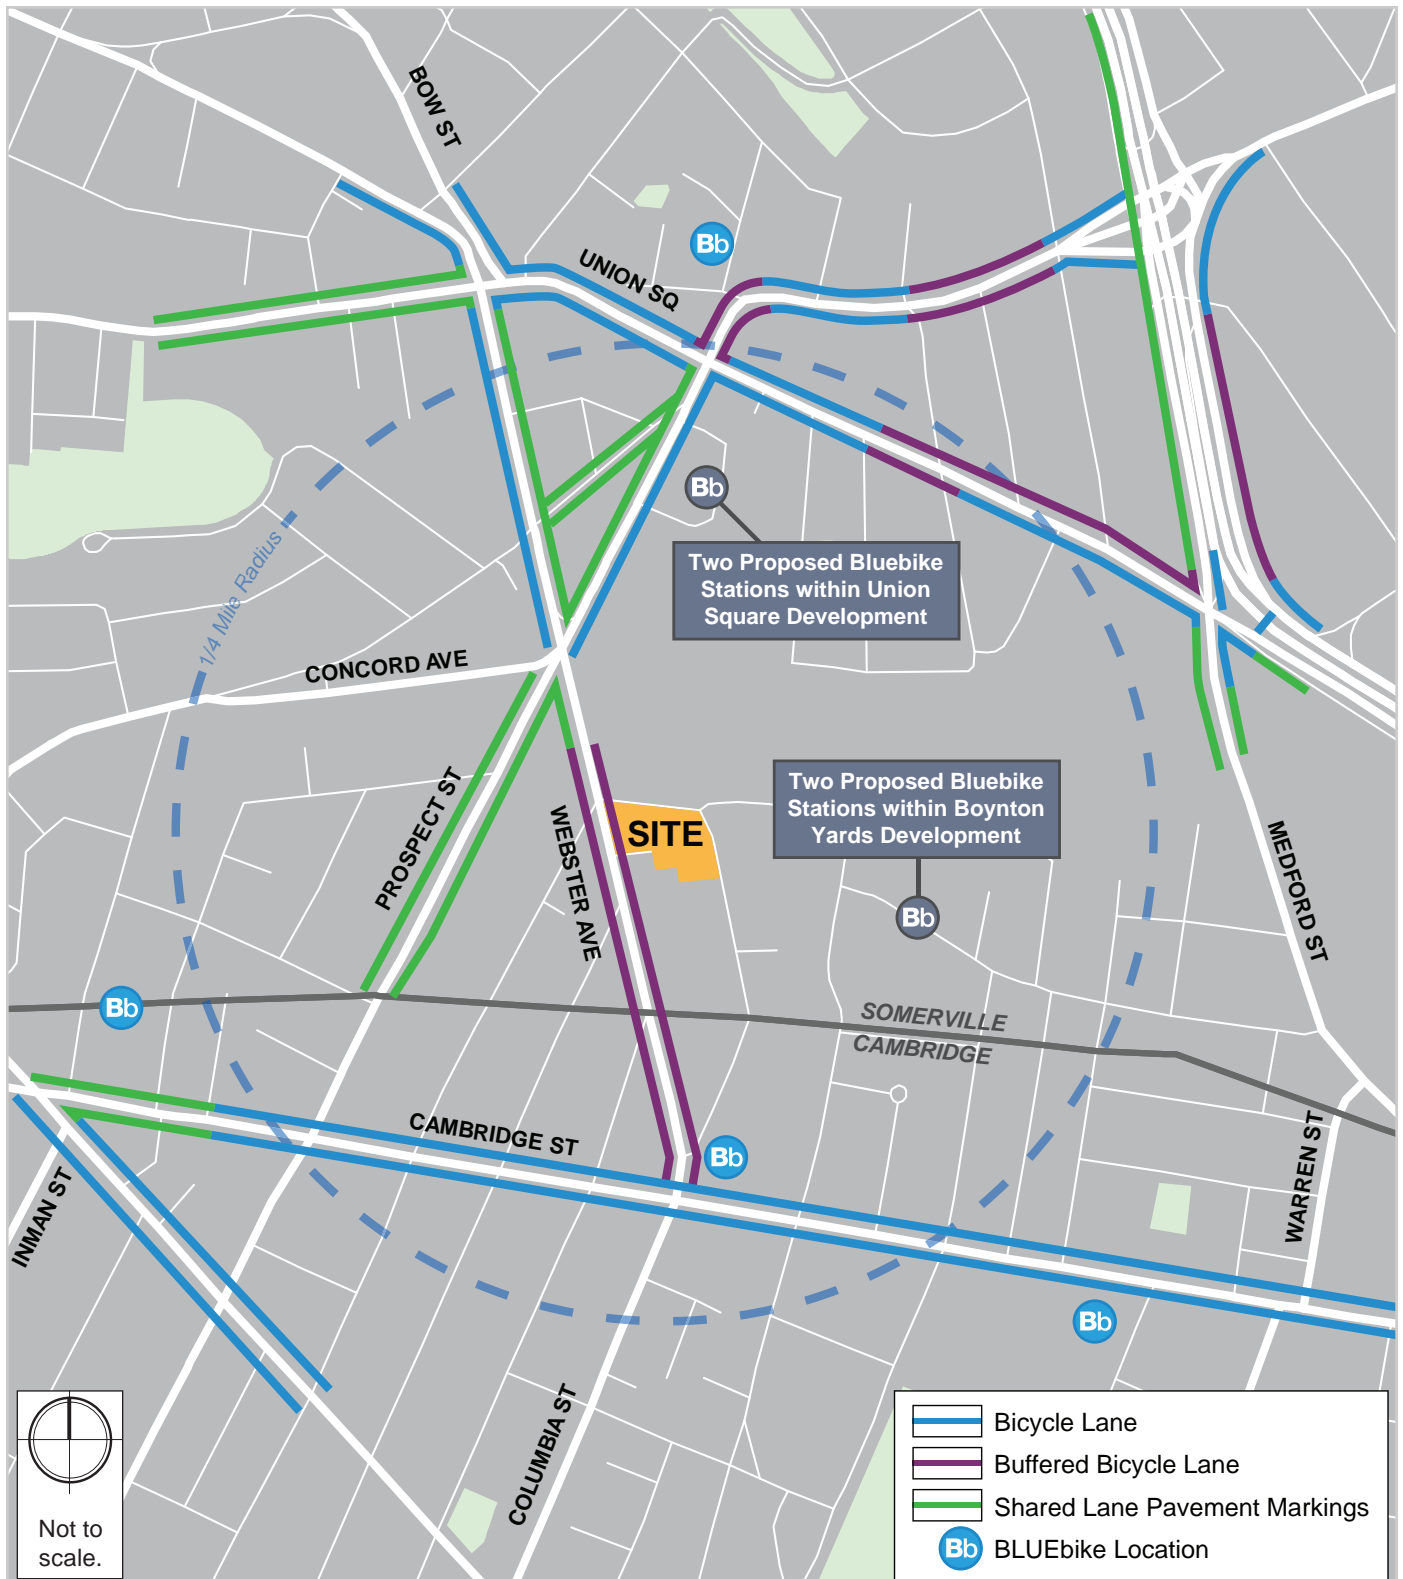 BOW ST
Bb
UNION SQ
Bb
Two Proposed Bluebike
Stations within Union
Square Development
1/4 Mile Radius
CONCORD AVE
PROSPECT ST
WEBSTER AVE
SITE
Two Proposed Bluebike
Stations within Boynton
Yards Development
Bb
MEDFORD ST
Bb
SOMERVILLE
CAMBRIDGE
CAMBRIDGE ST
Bb
INMAN ST
WARREN ST
Bb
COLUMBIA ST
Not to
scale.
Bicycle Lane
Buffered Bicycle Lane
Shared Lane Pavement Markings
Bb BLUEbike Location